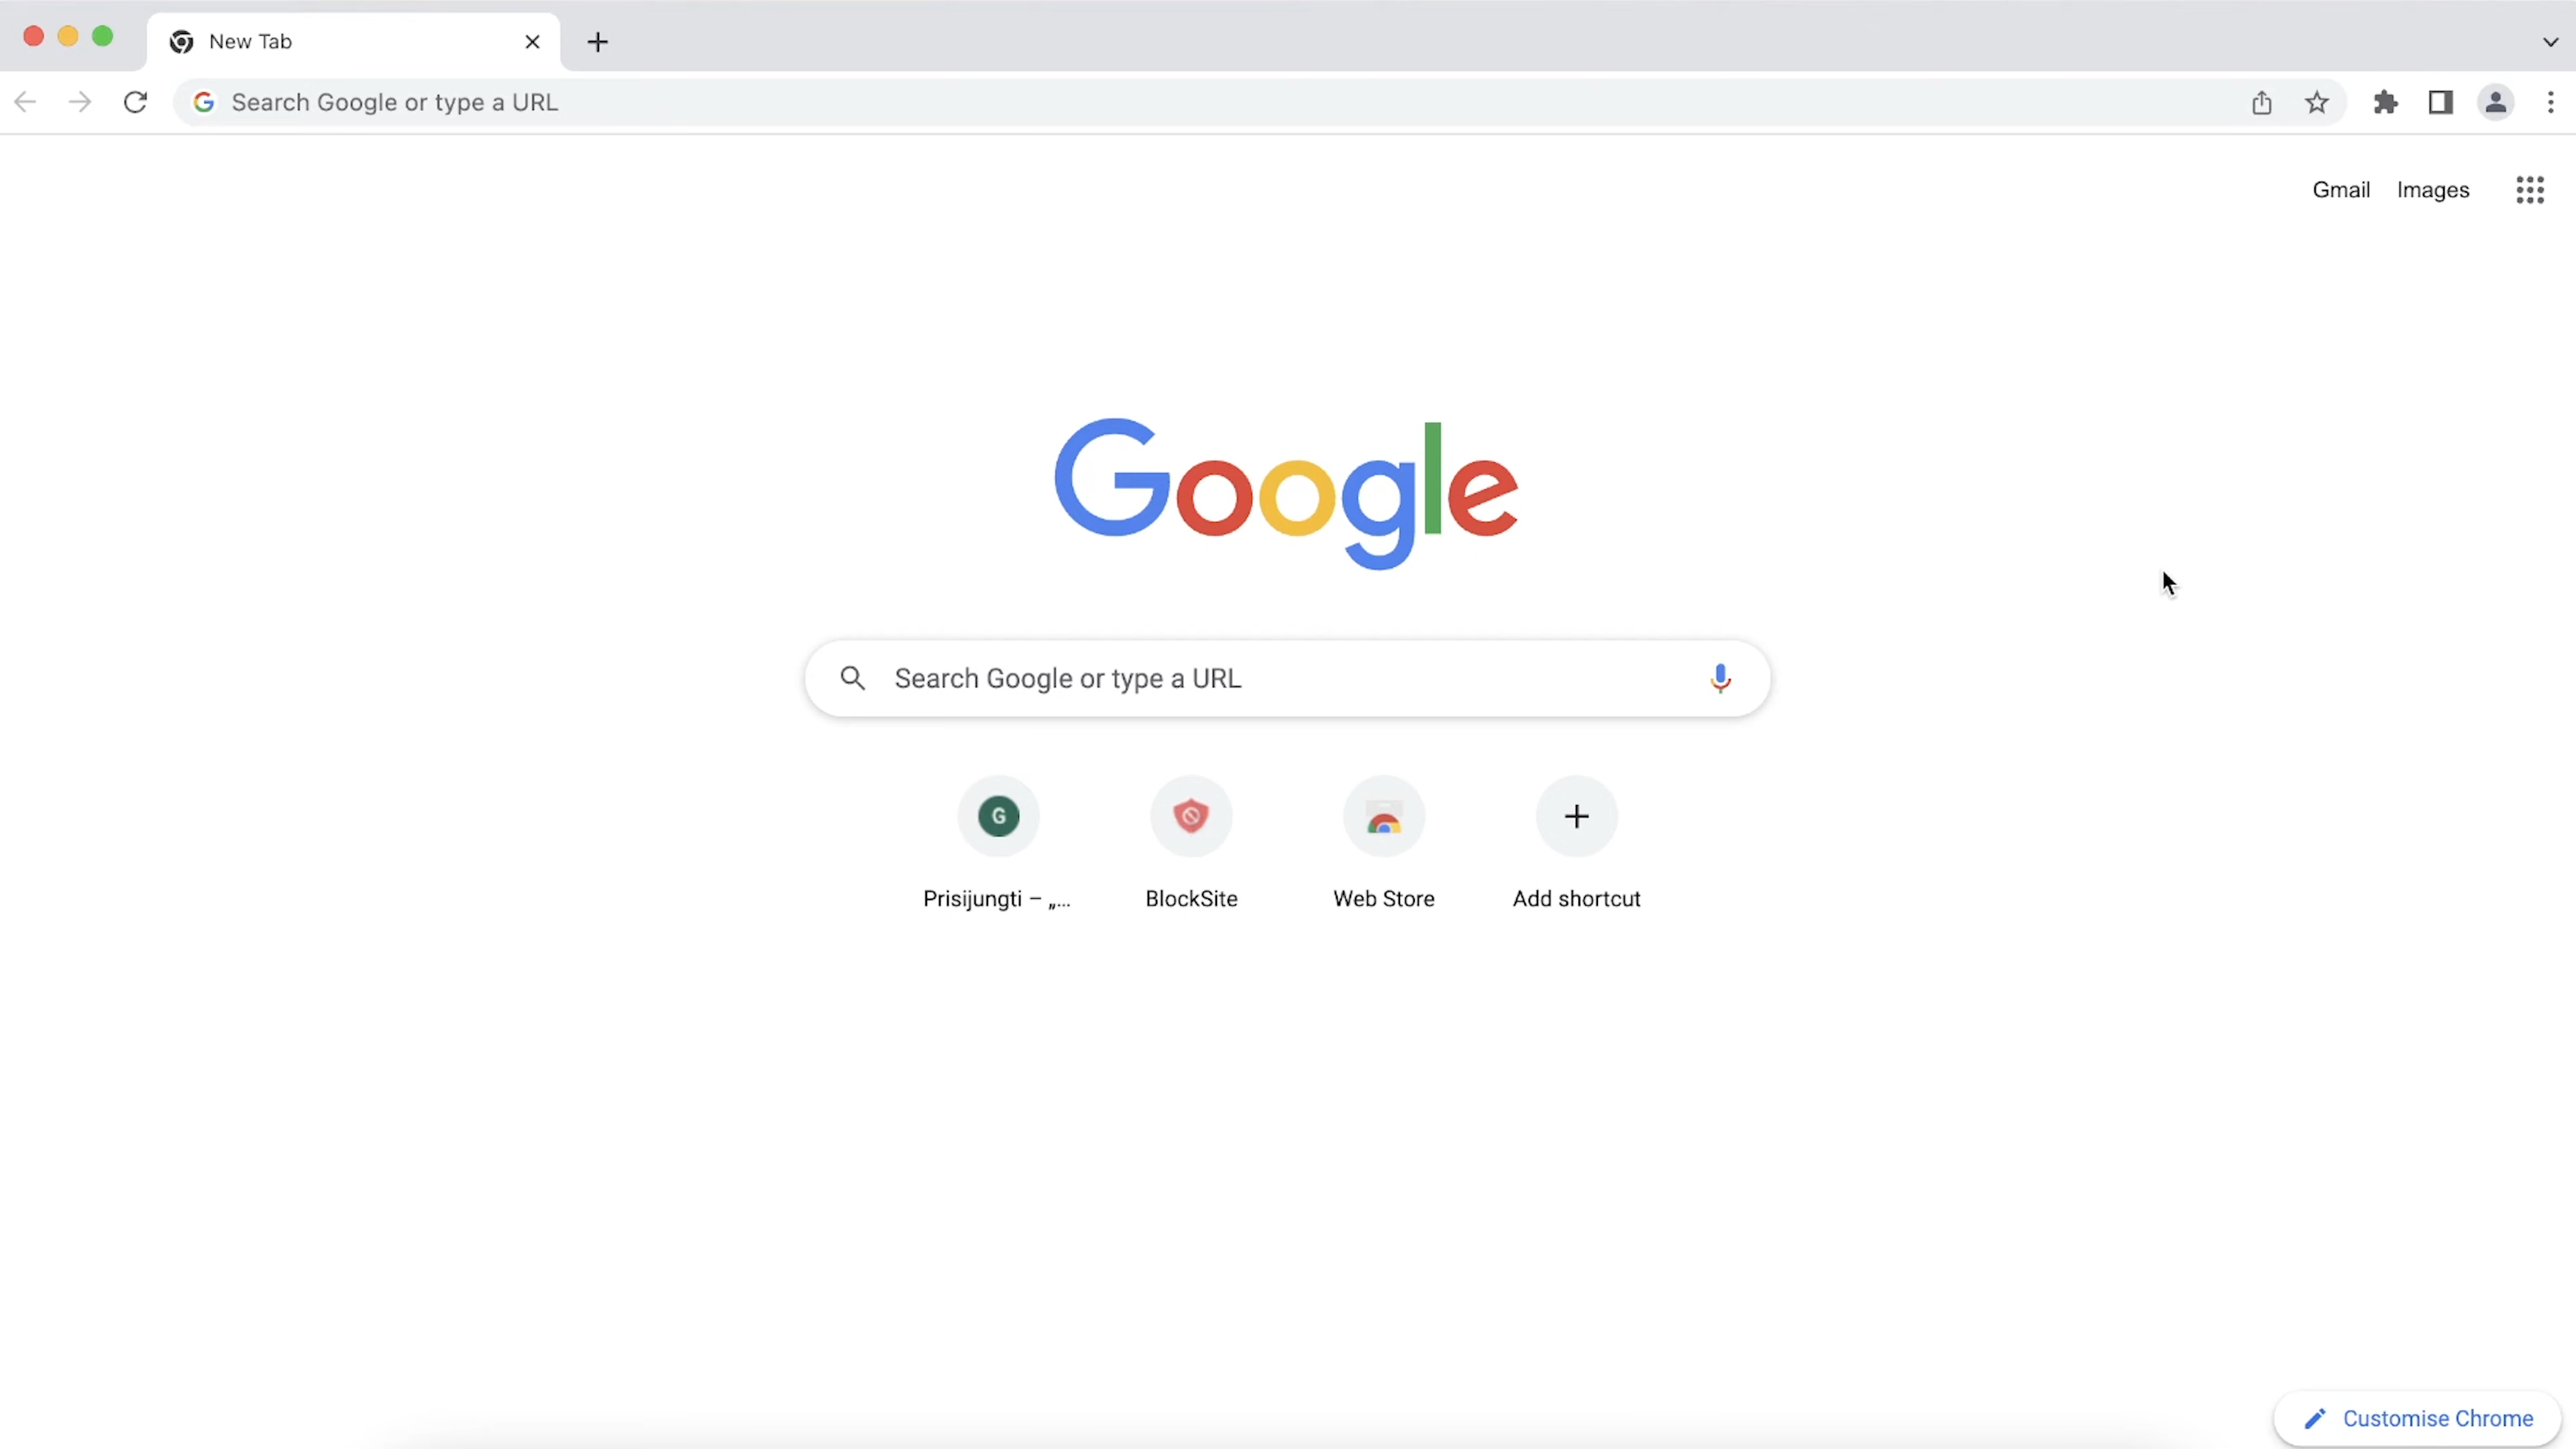 New Tab
Search Google or type a URL
Gmail Images
Google
Search Google or type a URL
G
Prisijungti – „... BlockSite Web Store Add shortcut
Customise Chrome